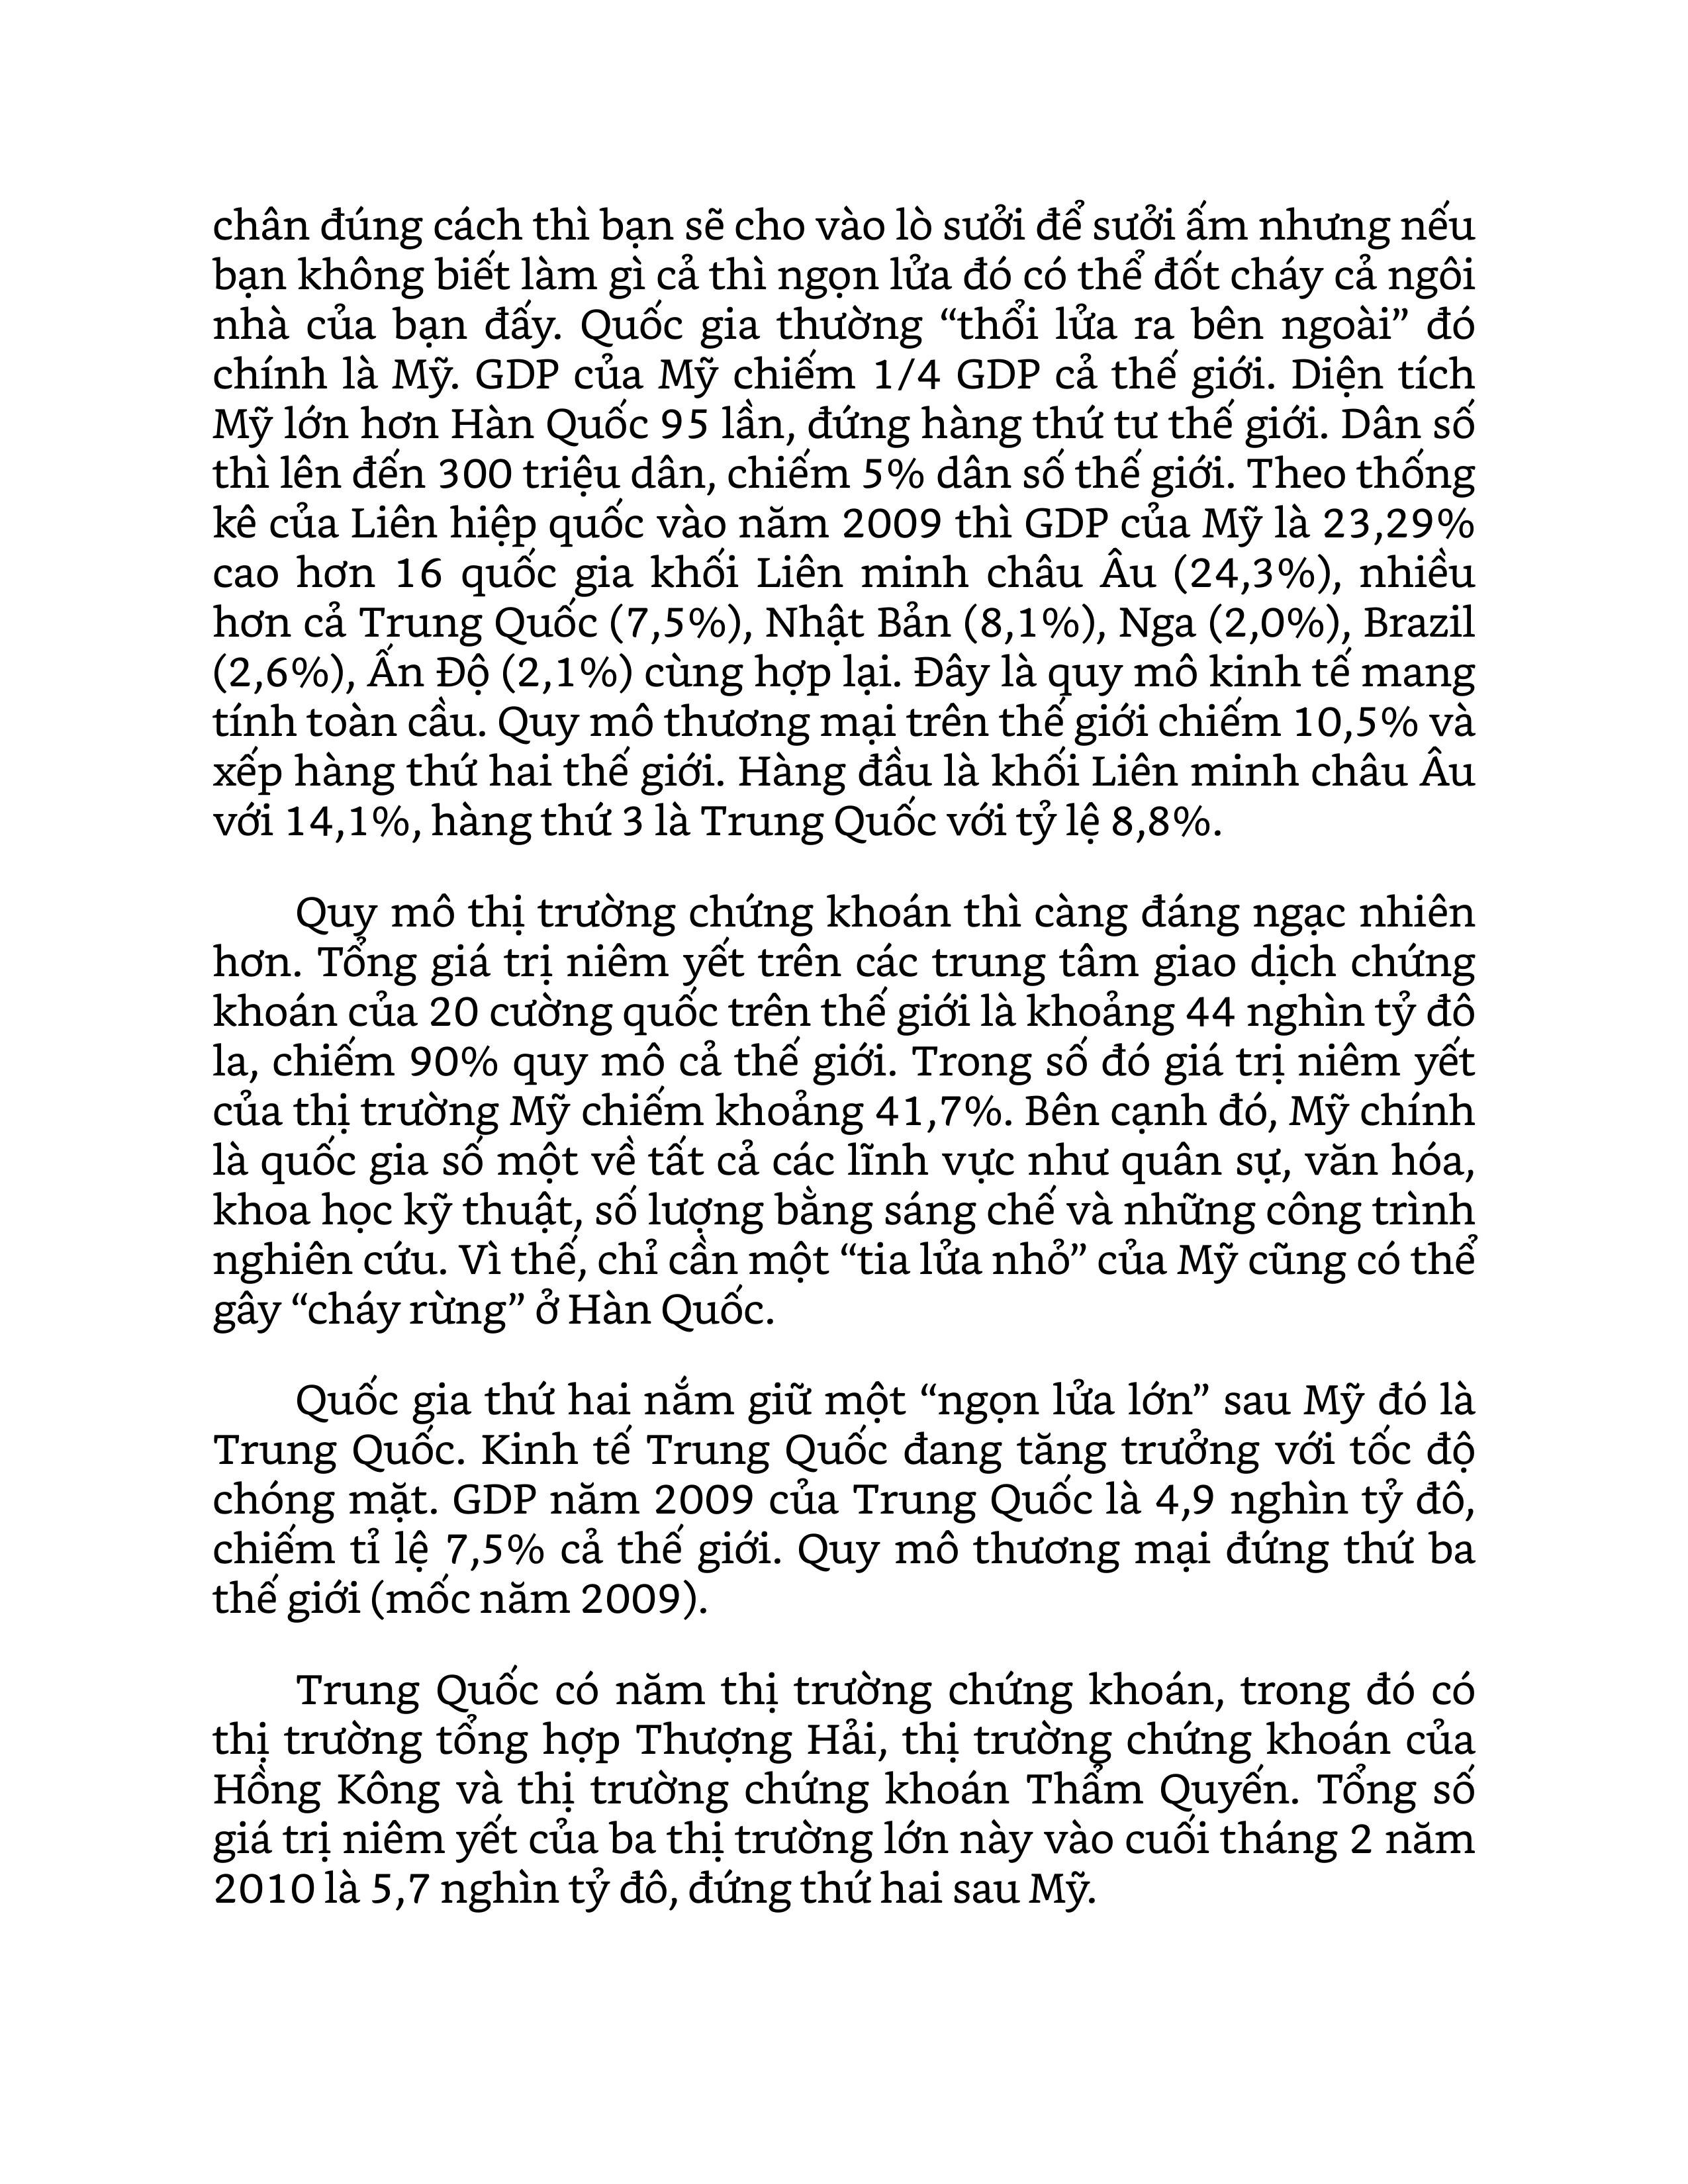 chân đúng cách thì bạn sẽ cho vào lò sưởi để sưởi ấm nhưng nếu
bạn không biết làm gì cả thì ngọn lửa đó có thể đốt cháy cả ngôi
nhà của bạn đấy. Quốc gia thường “thổi lửa ra bên ngoài” đó
chính là Mỹ. GDP của Mỹ chiếm 1/4 GDP cả thế giới. Diện tích
Mỹ lớn hơn Hàn Quốc 95 lần, đứng hàng thứ tư thế giới. Dân số
thì lên đến 300 triệu dân, chiếm 5% dân số thế giới. Theo thống
kê của Liên hiệp quốc vào năm 2009 thì GDP của Mỹ là 23,29%
cao hơn 16 quốc gia khối Liên minh châu Âu (24,3%), nhiều
hơn cả Trung Quốc (7,5%), Nhật Bản (8,1%), Nga (2,0%), Brazil
(2,6%), Ấn Độ (2,1%) cùng hợp lại. Đây là quy mô kinh tế mang
tính toàn cầu. Quy mô thương mại trên thế giới chiếm 10,5% và
xếp hàng thứ hai thế giới. Hàng đầu là khối Liên minh châu Âu
với 14,1%, hàng thứ 3 là Trung Quốc với tỷ lệ 8,8%.
Quy mô thị trường chứng khoán thì càng đáng ngạc nhiên
hơn. Tổng giá trị niêm yết trên các trung tâm giao dịch chứng
khoán của 20 cường quốc trên thế giới là khoảng 44 nghìn tỷ đô
la, chiếm 90% quy mô cả thế giới. Trong số đó giá trị niêm yết
của thị trường Mỹ chiếm khoảng 41,7%. Bên cạnh đó, Mỹ chính
là quốc gia số một về tất cả các lĩnh vực như quân sự, văn hóa,
khoa học kỹ thuật, số lượng bằng sáng chế và những công trình
nghiên cứu. Vì thế, chỉ cần một “tia lửa nhỏ” của Mỹ cũng có thể
gây “cháy rừng” ở Hàn Quốc.
Quốc gia thứ hai nắm giữ một “ngọn lửa lớn” sau Mỹ đó là
Trung Quốc. Kinh tế Trung Quốc đang tăng trưởng với tốc độ
chóng mặt. GDP năm 2009 của Trung Quốc là 4,9 nghìn tỷ đô,
chiếm tỉ lệ 7,5% cả thế giới. Quy mô thương mại đứng thứ ba
thế giới (mốc năm 2009).
Trung Quốc có năm thị trường chứng khoán, trong đó có
thị trường tổng hợp Thượng Hải, thị trường chứng khoán của
Hồng Kông và thị trường chứng khoán Thẩm Quyến. Tổng số
giá trị niêm yết của ba thị trường lớn này vào cuối tháng 2 năm
2010 là 5,7 nghìn tỷ đô, đứng thứ hai sau Mỹ.